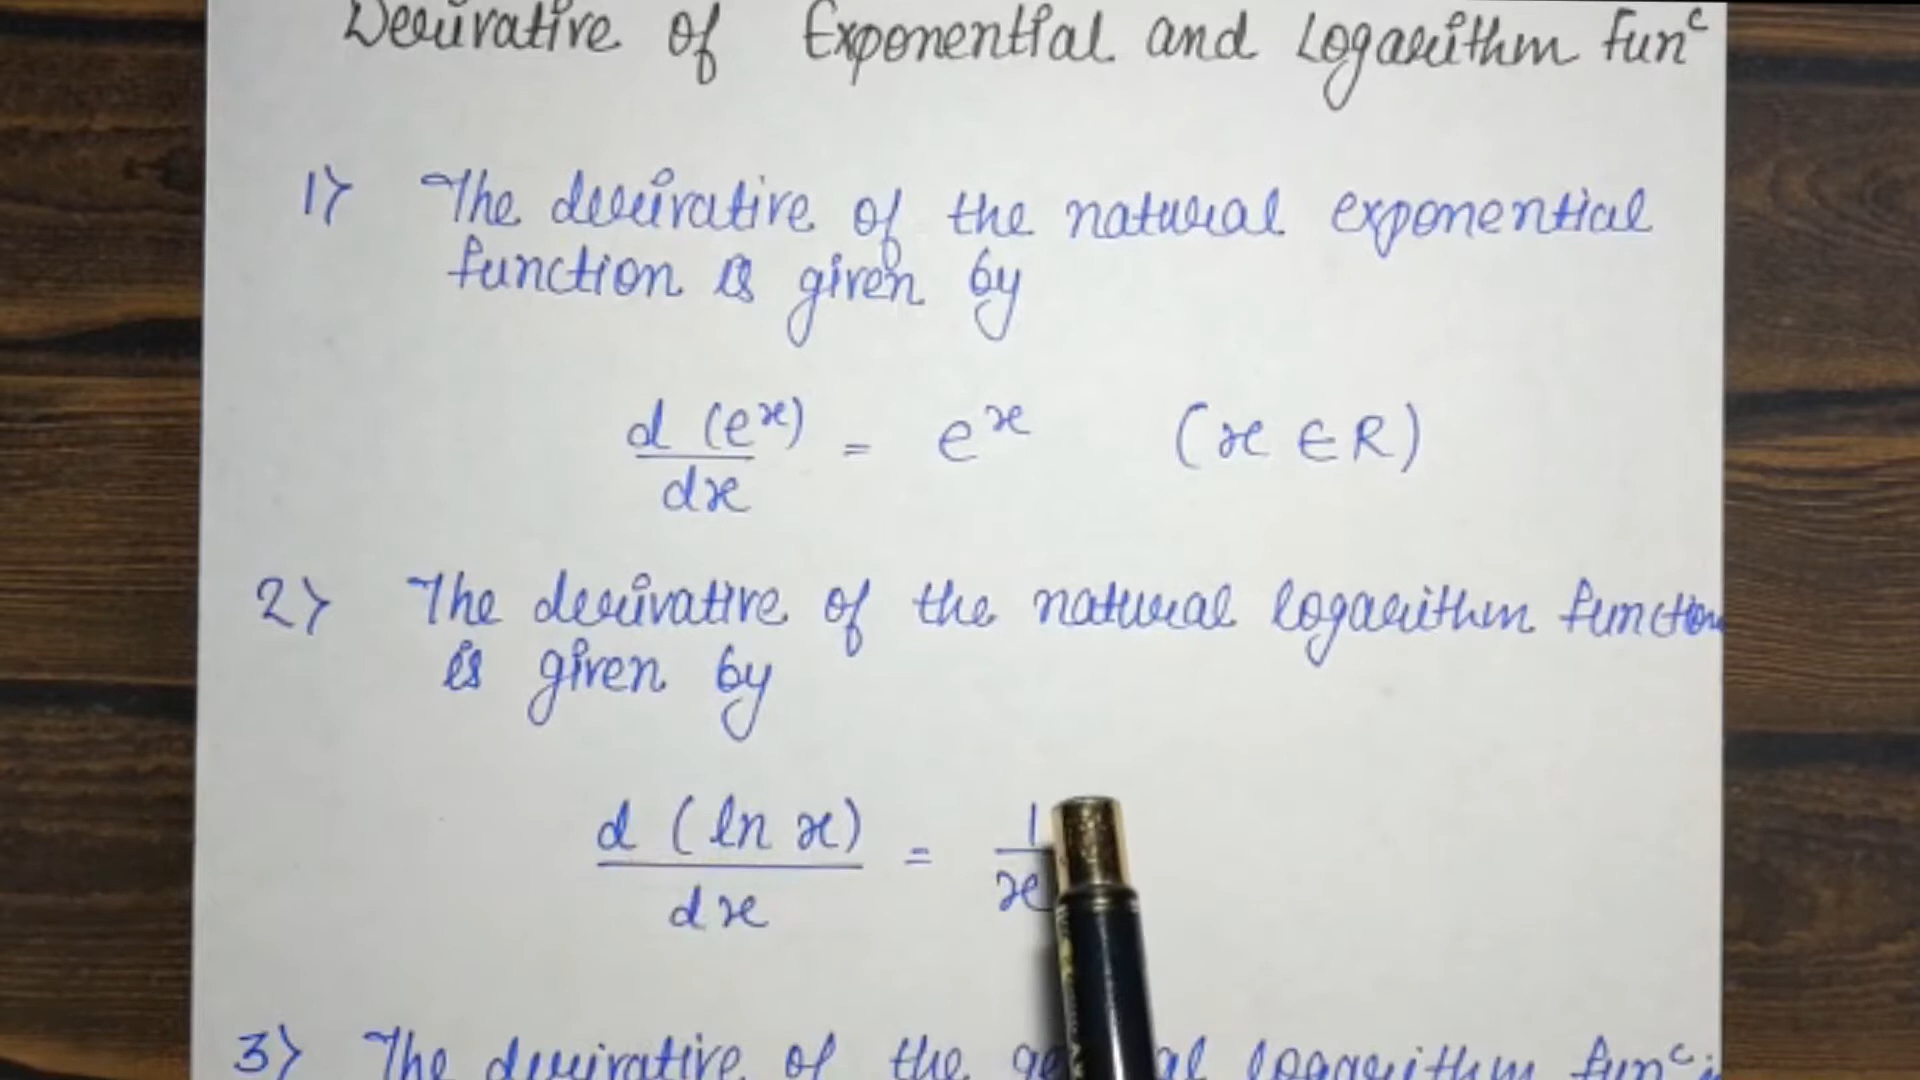 Derivative of Exponential and Logarithm Funᶜ
1) The derivative of the natural exponential
function is given by
d (eˣ) / dx = eˣ (x ∈ R)
2) The derivative of the natural logarithm function
is given by
d (ln x) / dx = 1 / x
3) The derivative of the logarithm funᶜ